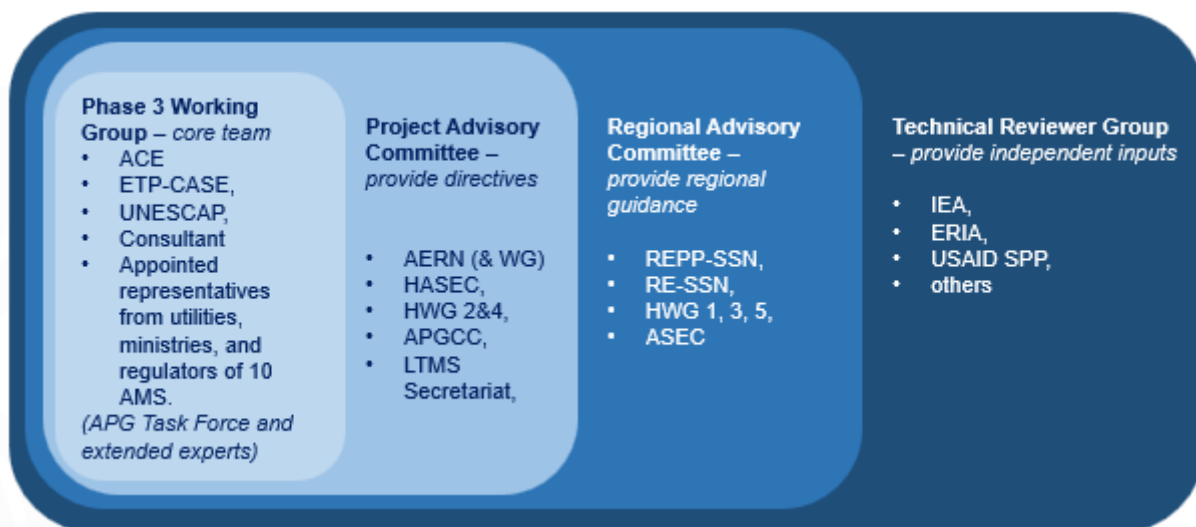 Phase 3 Working
Group – core team
• ACE
• ETP-CASE,
• UNESCAP,
• Consultant
• Appointed
representatives
from utilities,
ministries, and
regulators of 10
AMS.
(APG Task Force and
extended experts)
Project Advisory
Committee –
provide directives
• AERN (& WG)
• HASEC,
• HWG 2&4,
• APGCC,
• LTMS
Secretariat,
Regional Advisory
Committee –
provide regional
guidance
• REPP-SSN,
• RE-SSN,
• HWG 1, 3, 5,
• ASEC
Technical Reviewer Group
– provide independent inputs
• IEA,
• ERIA,
• USAID SPP,
• others